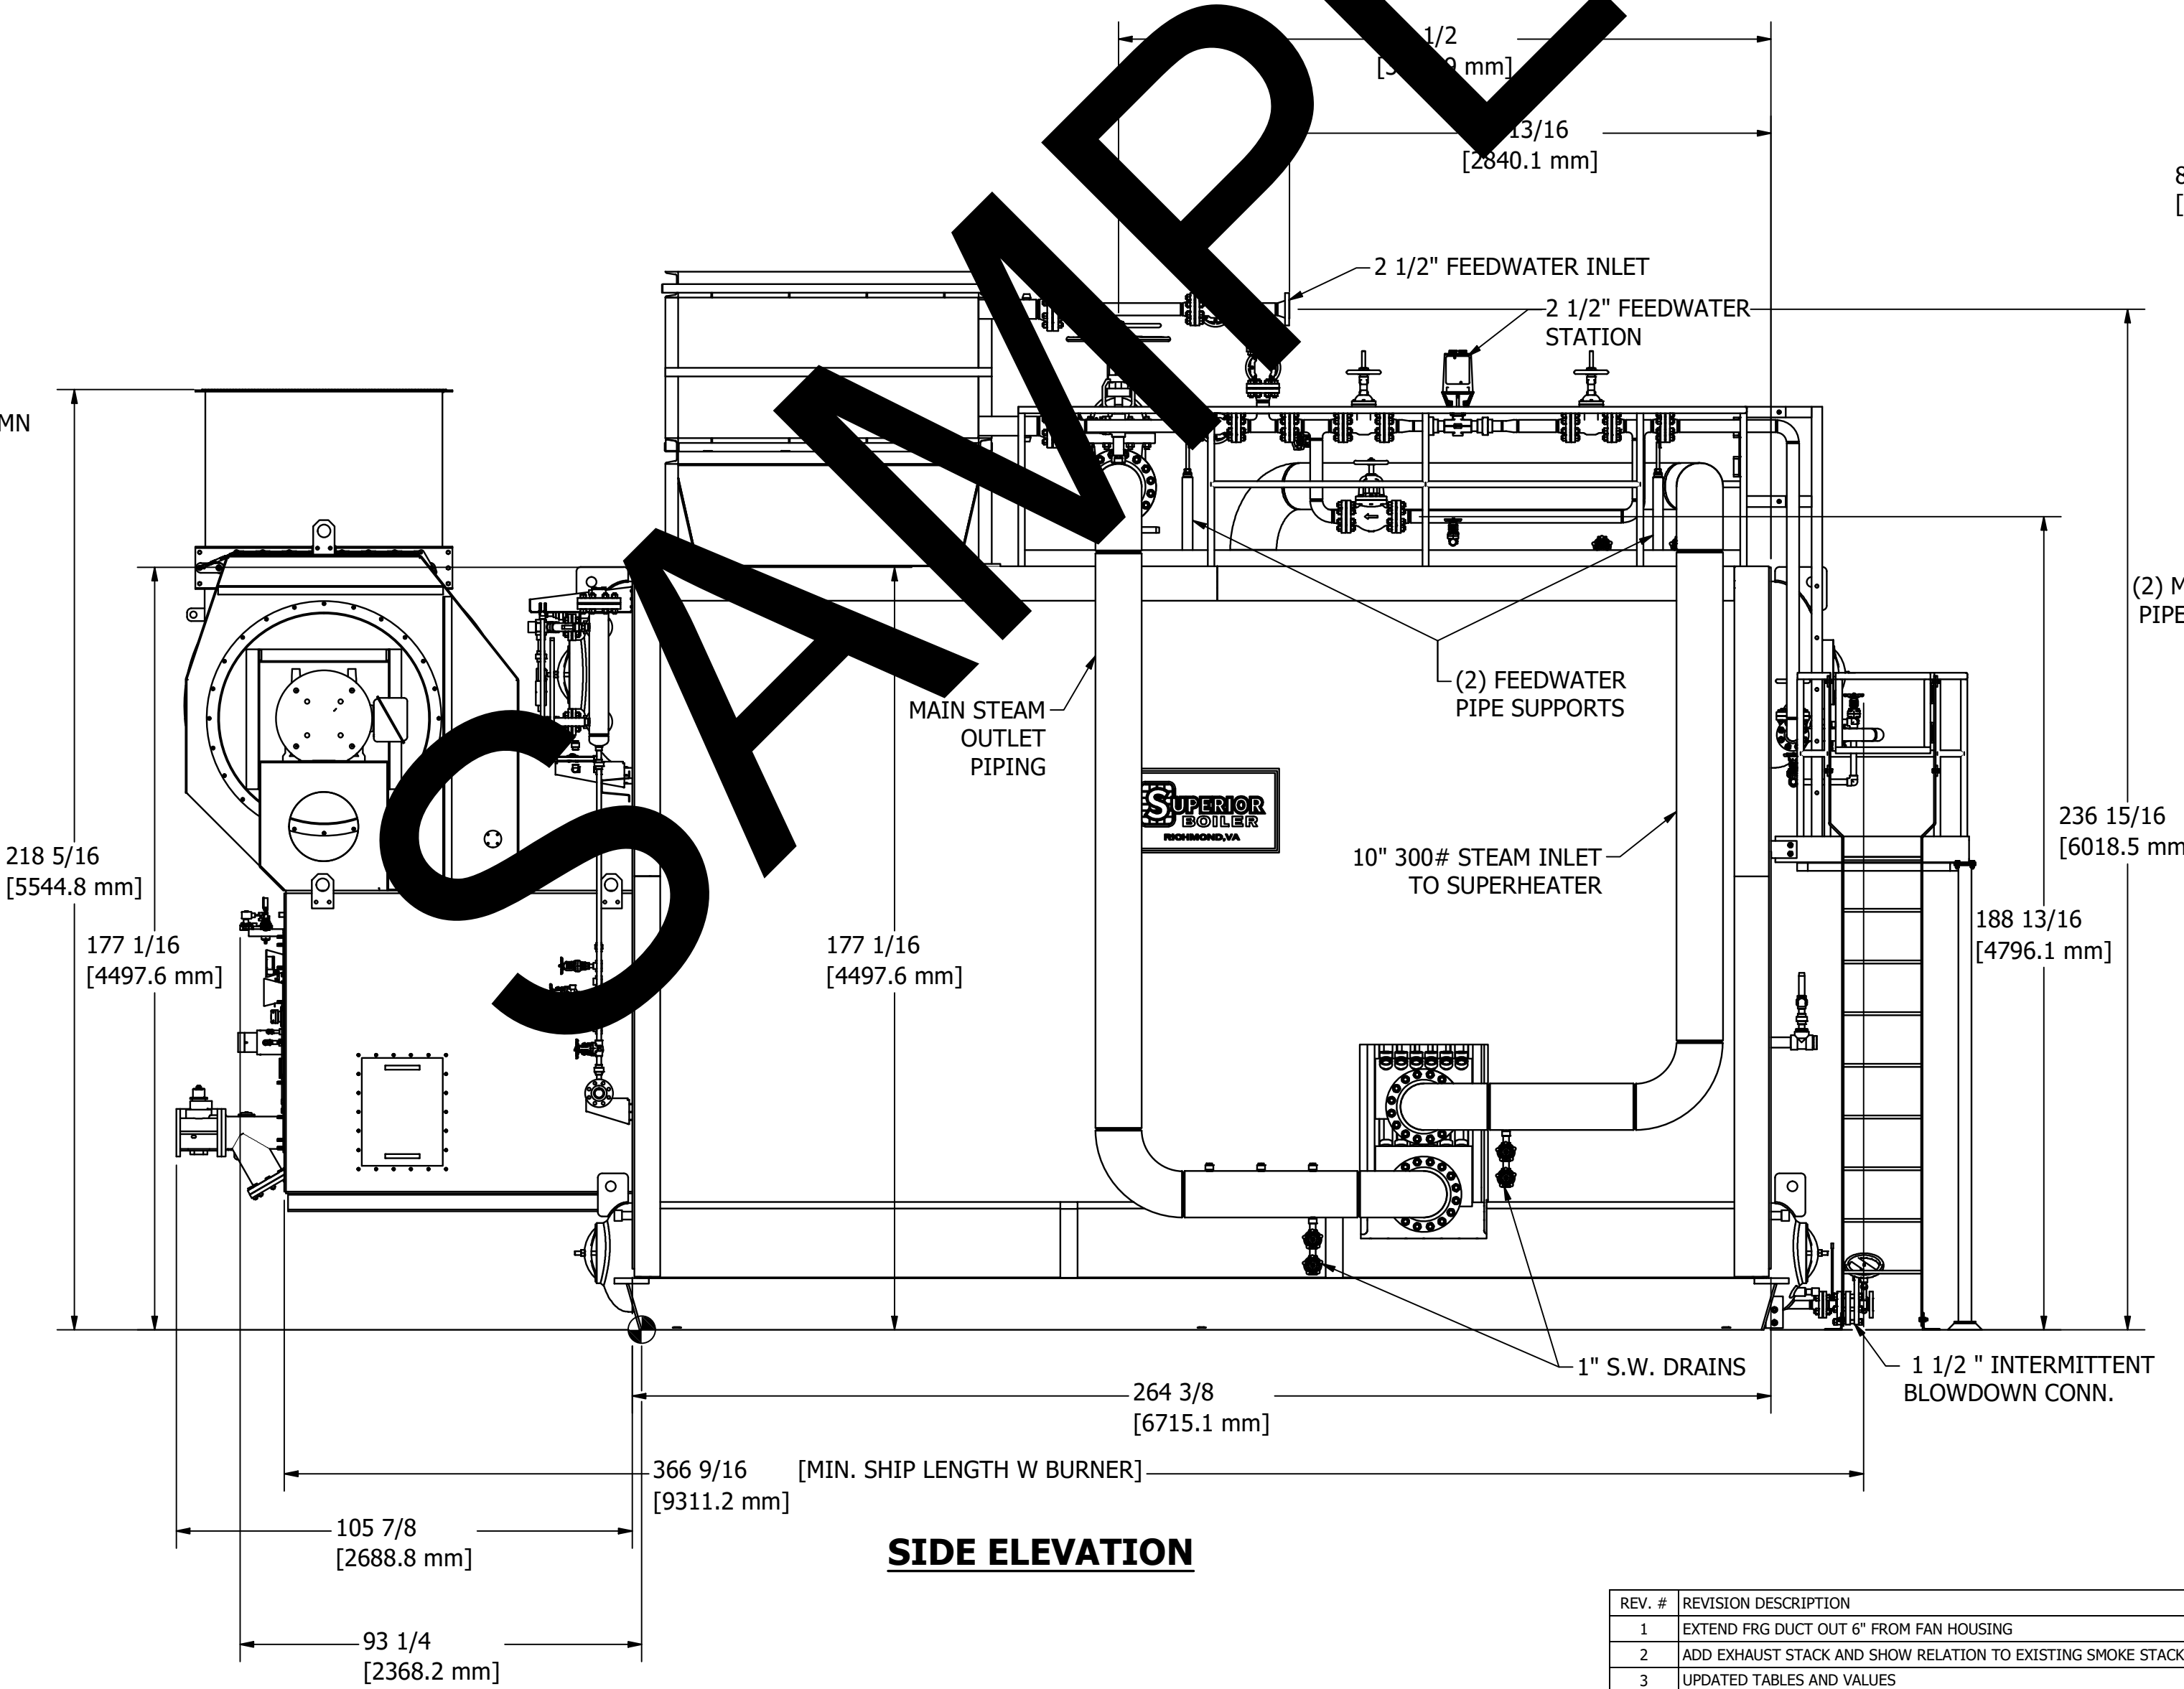 1/2
mm]
13/16
[2840.1 mm]
2 1/2" FEEDWATER INLET
2 1/2" FEEDWATER
STATION
MAIN STEAM
OUTLET
PIPING
(2) FEEDWATER
PIPE SUPPORTS
SUPERIOR
BOILER
RICHMOND,VA
10" 300# STEAM INLET
TO SUPERHEATER
218 5/16
[5544.8 mm]
177 1/16
[4497.6 mm]
177 1/16
[4497.6 mm]
236 15/16
[6018.5 mm
188 13/16
[4796.1 mm]
(2)
1" S.W. DRAINS
1 1/2 " INTERMITTENT
BLOWDOWN CONN.
264 3/8
[6715.1 mm]
366 9/16 [MIN. SHIP LENGTH W BURNER]
[9311.2 mm]
105 7/8
[2688.8 mm]
93 1/4
[2368.2 mm]
SIDE ELEVATION
REV. # REVISION DESCRIPTION
1 EXTEND FRG DUCT OUT 6" FROM FAN HOUSING
2 ADD EXHAUST STACK AND SHOW RELATION TO EXISTING SMOKE STACK
3 UPDATED TABLES AND VALUES